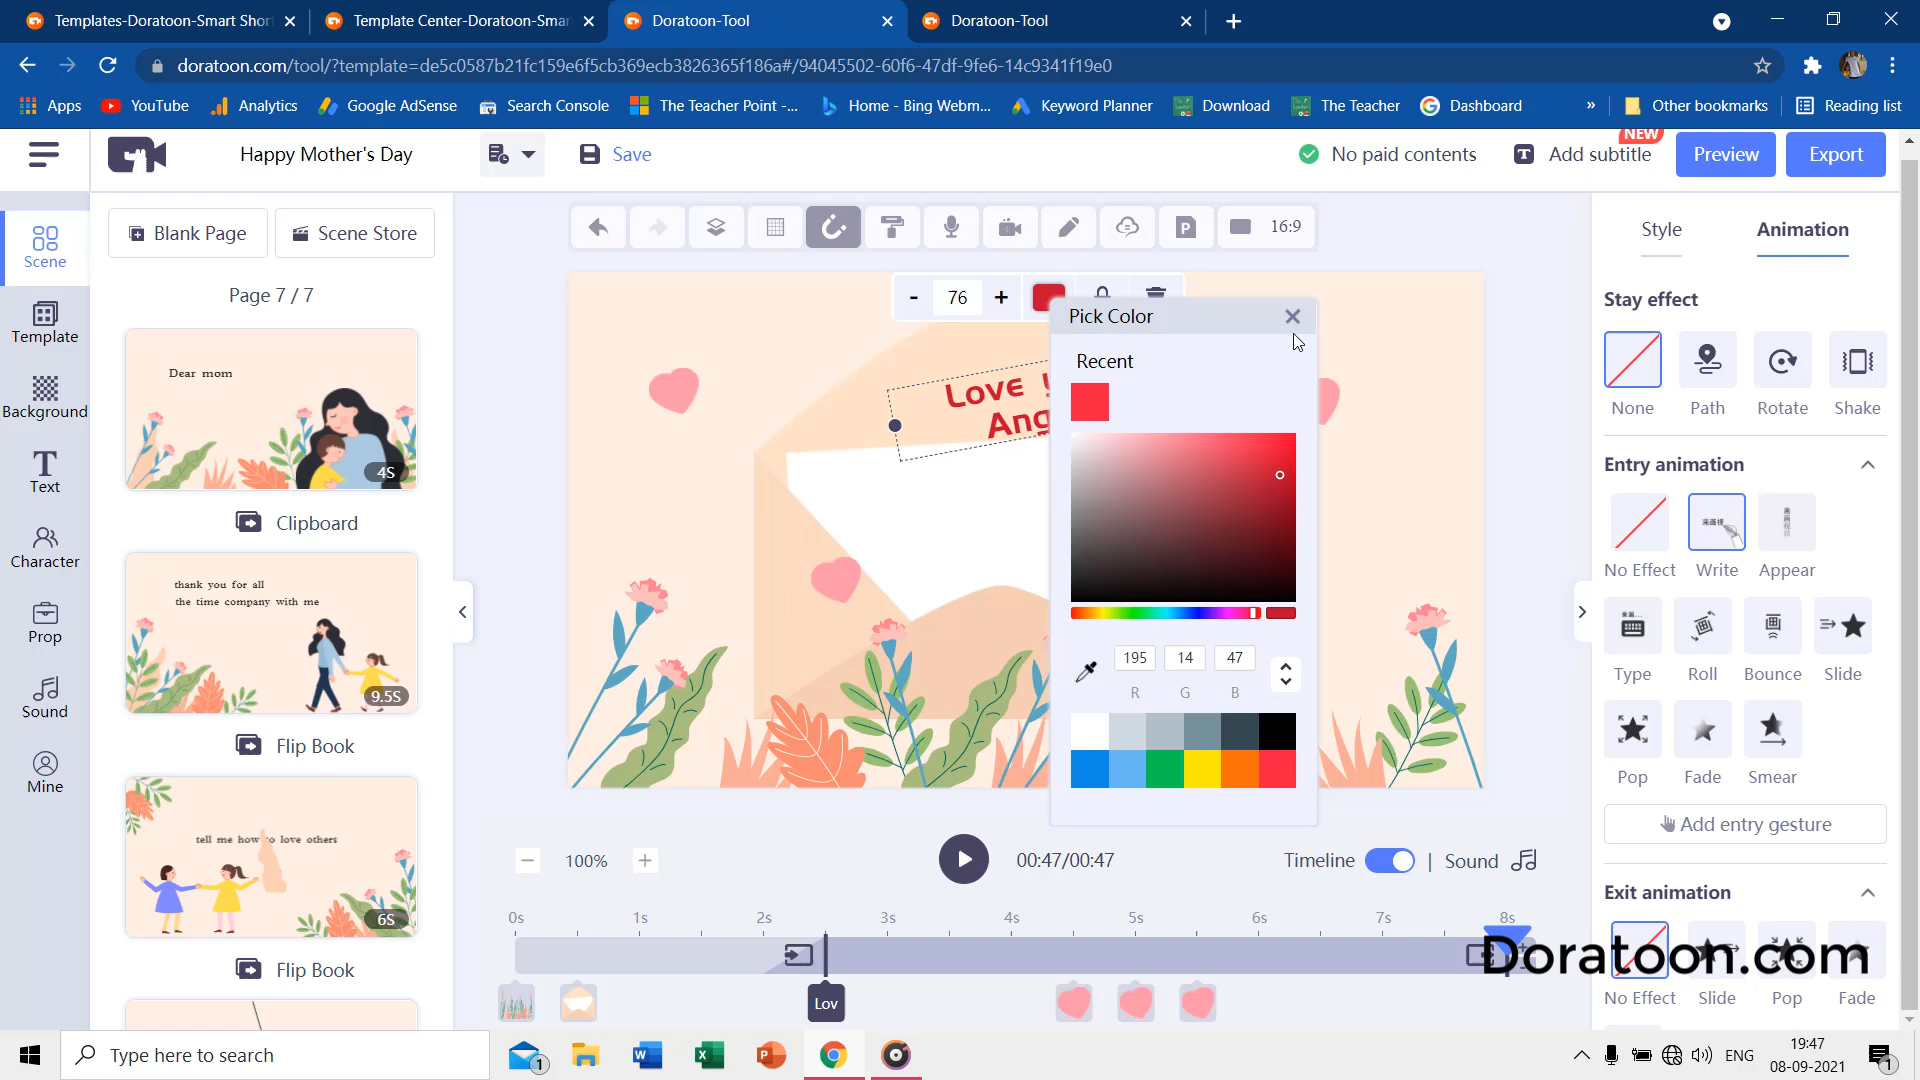 Templates-Doratoon-Smart Shor
Template Center-Doratoon-Smar
Doratoon-Tool
Doratoon-Tool
doratoon.com/tool/?template=de5c0587b21fc159e6f5cb369ecb3826365f186a#/94045502-60f6-47df-9fe6-14c9341f19e0
Apps
YouTube
Analytics
Google AdSense
Search Console
The Teacher Point -...
Home - Bing Webm...
Keyword Planner
Download
The Teacher
Dashboard
»
Other bookmarks
Reading list
Happy Mother's Day
Save
No paid contents
NEW
Add subtitle
Preview
Export
Scene
Template
Background
Text
Character
Prop
Sound
Mine
Blank Page
Scene Store
Page 7 / 7
Dear mom
4S
Clipboard
thank you for all
the time company with me
9.5S
Flip Book
tell me how to love others
6S
Flip Book
16:9
- 76 +
Love
Ang
Pick Color
Recent
195 14 47
R G B
100%
00:47/00:47
Timeline
| Sound
0s 1s 2s 3s 4s 5s 6s 7s 8s
Lov
Style
Animation
Stay effect
None Path Rotate Shake
Entry animation
No Effect Write Appear
Type Roll Bounce Slide
Pop Fade Smear
Add entry gesture
Exit animation
Doratoon.com
No Effect Slide Pop Fade
Type here to search
1
ENG
19:47
08-09-2021
1